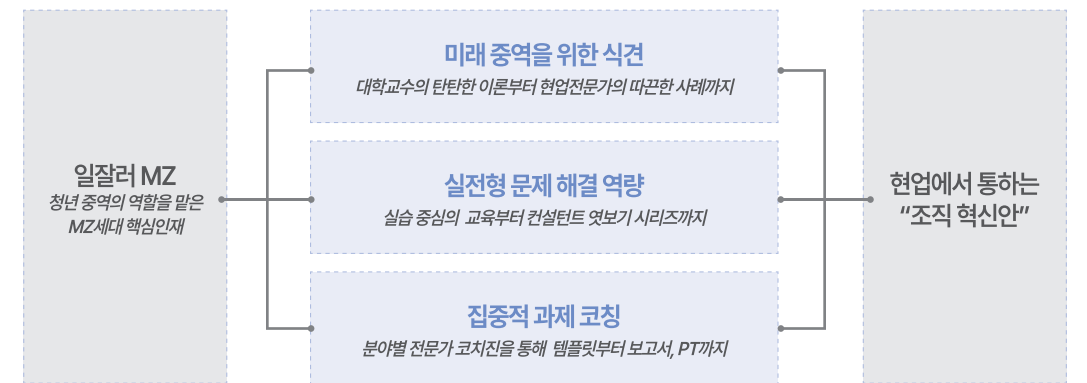 일잘러 MZ
청년 중역의 역할을 맡은
MZ세대 핵심인재
미래 중역을 위한 식견
대학교수의 탄탄한 이론부터 현업전문가의 따끈한 사례까지
실전형 문제 해결 역량
실습 중심의 교육부터 컨설턴트 엿보기 시리즈까지
집중적 과제 코칭
분야별 전문가 코치진을 통해 템플릿부터 보고서, PT까지
현업에서 통하는
“조직 혁신안”